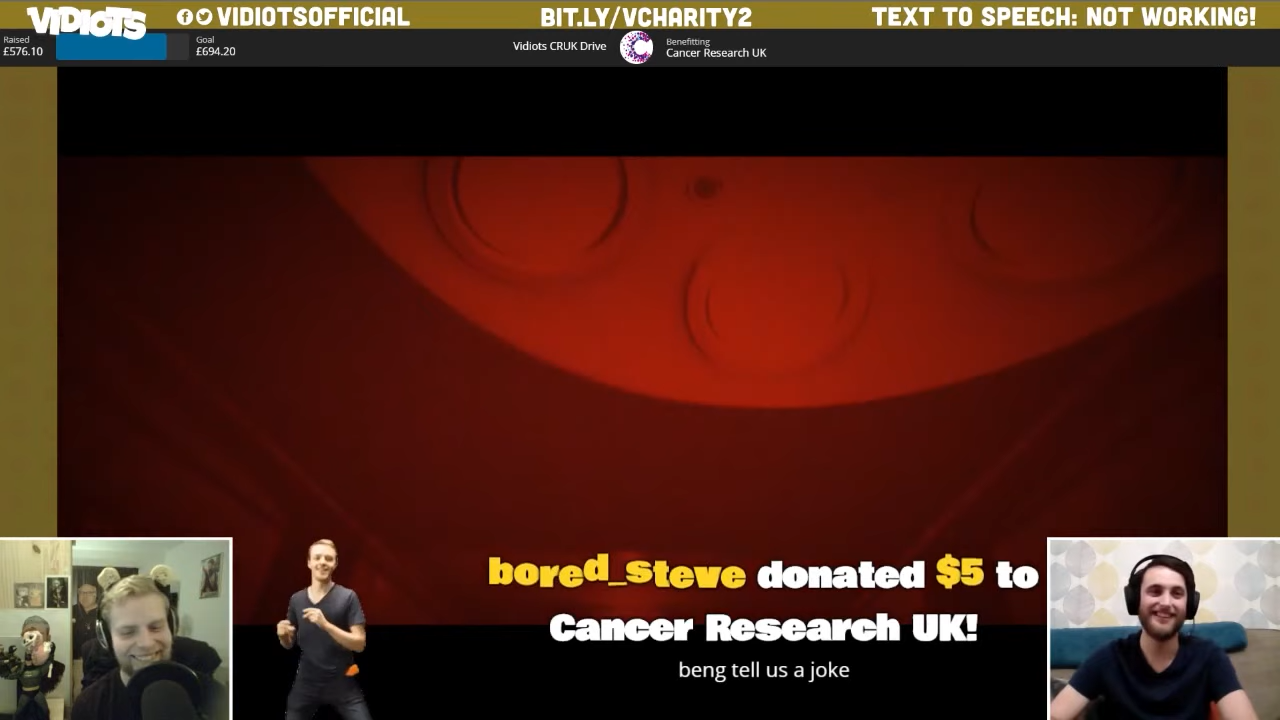 VIDIOTS
VIDIOTSOFFICIAL
BIT.LY/VCHARITY2
TEXT TO SPEECH: NOT WORKING!
Raised
£576.10
Goal
£694.20
Vidiots CRUK Drive
Benefitting
Cancer Research UK
bored_steve donated $5 to
Cancer Research UK!
beng tell us a joke